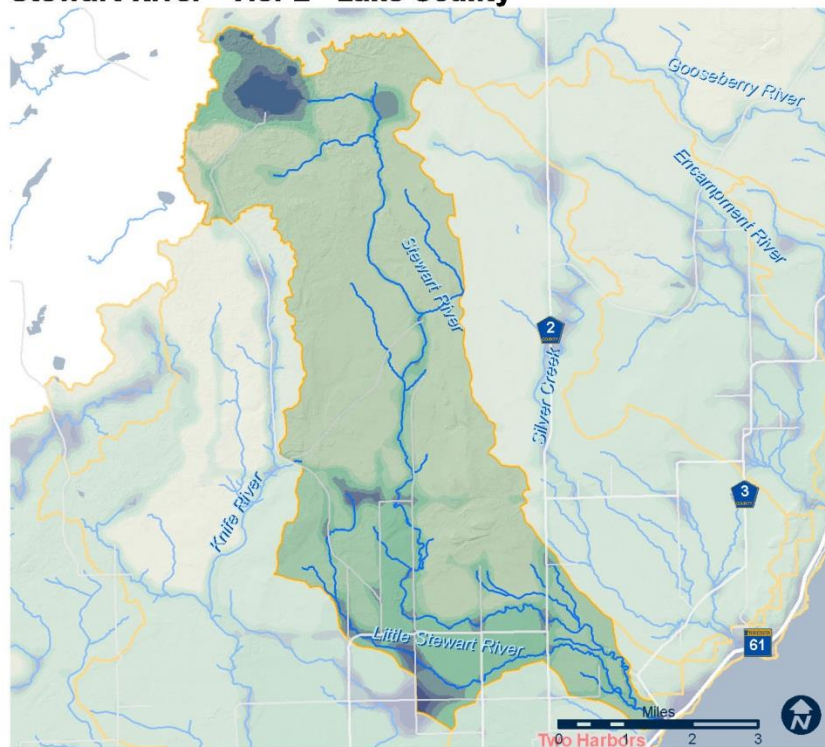 Stewart River - Tier 2 - Lake County
Gooseberry River
Encampment River
Stewart River
2
COUNTY
Silver Creek
Knife River
3
COUNTY
61
Little Stewart River
Miles
0 1 2 3
Two Harbors